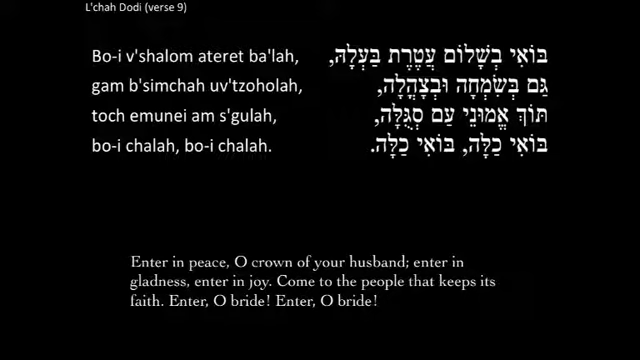 L'chah Dodi (verse 9)
Bo-i v'shalom ateret ba'lah,
gam b'simchah uv'tzoholah,
toch emunei am s'gulah,
bo-i chalah, bo-i chalah.
בּוֹאִי בְשָׁלוֹם עֲטֶרֶת בַּעְלָהּ,
גַּם בְּשִׂמְחָה וּבְצָהֳלָה,
תּוֹךְ אֱמוּנֵי עַם סְגֻלָּה,
בּוֹאִי כַלָּה, בּוֹאִי כַלָּה.
Enter in peace, O crown of your husband; enter in
gladness, enter in joy. Come to the people that keeps its
faith. Enter, O bride! Enter, O bride!